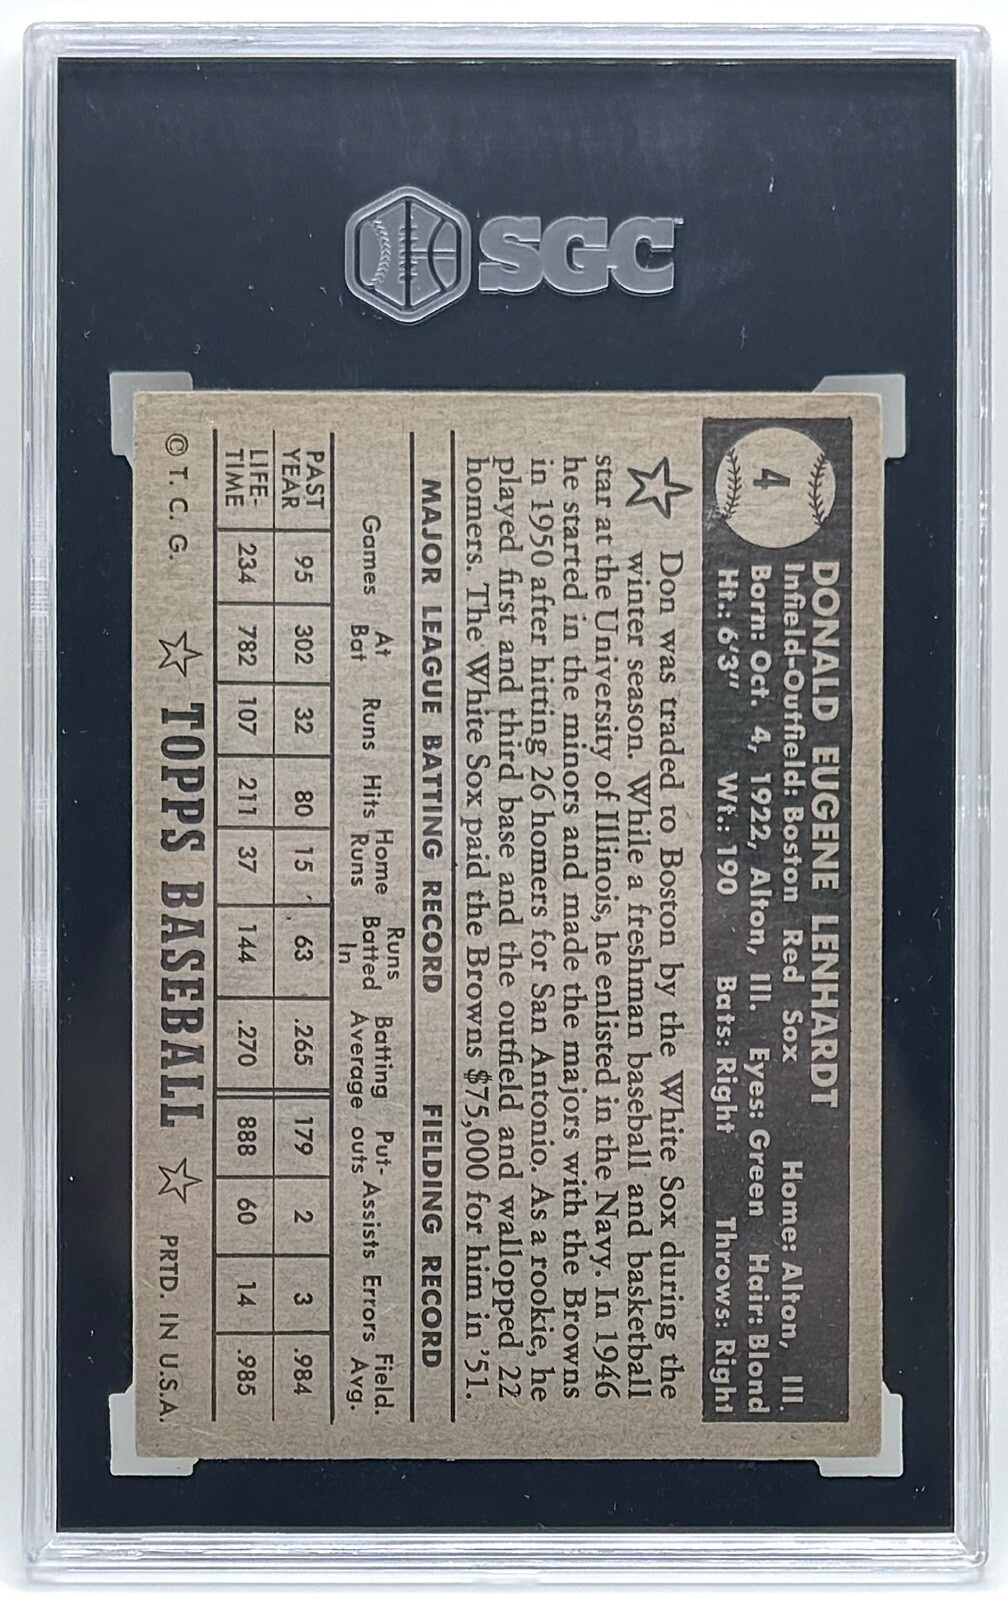 SGC
4
DONALD EUGENE LENHARDT
Infield-Outfield: Boston Red Sox Home: Alton, Ill.
Born: Oct. 4, 1922, Alton, Ill. Eyes: Green Hair: Blond
Ht.: 6'3" Wt.: 190 Bats: Right Throws: Right
Don was traded to Boston by the White Sox during the
winter season. While a freshman baseball and basketball
star at the University of Illinois, he enlisted in the Navy. In 1946
he started in the minors and made the majors with the Browns
in 1950 after hitting 26 homers for San Antonio. As a rookie, he
played first and third base and the outfield and walloped 22
homers. The White Sox paid the Browns $75,000 for him in '51.
MAJOR LEAGUE BATTING RECORD FIELDING RECORD
Games At Bat Runs Hits Home Runs Runs Batted In Batting Average Put-outs Assists Errors Field. Avg.
PAST YEAR 95 302 32 80 15 63 .265 179 2 3 .984
LIFE-TIME 234 782 107 211 37 144 .270 888 60 14 .985
© T. C. G. TOPPS BASEBALL PRTD. IN U.S.A.